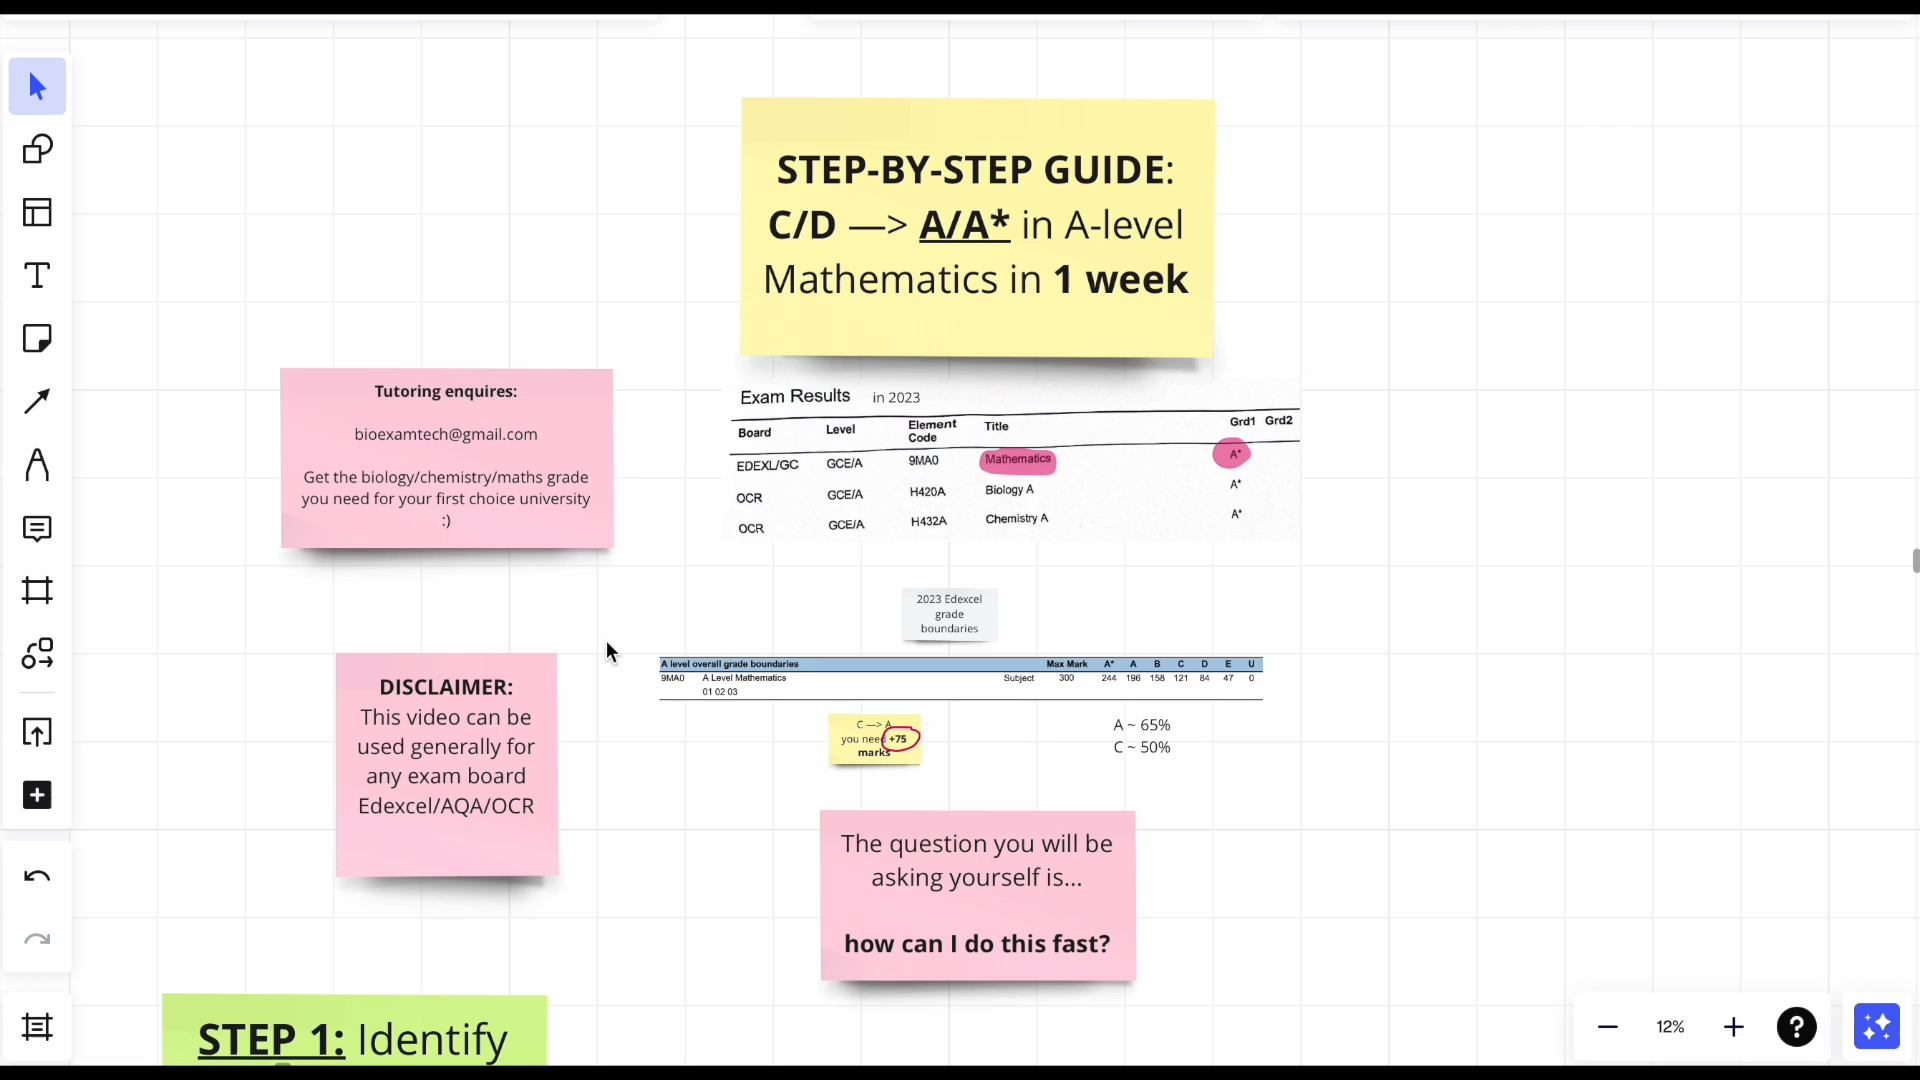 STEP-BY-STEP GUIDE:
C/D —> A/A* in A-level
Mathematics in 1 week
Tutoring enquires:
bioexamtech@gmail.com
Get the biology/chemistry/maths grade
you need for your first choice university
:)
Exam Results in 2023
Board Level Element Code Title Grd1 Grd2
EDEXL/GC GCE/A 9MA0 Mathematics A*
OCR GCE/A H420A Biology A A*
OCR GCE/A H432A Chemistry A A*
2023 Edexcel
grade
boundaries
A level overall grade boundaries Max Mark A* A B C D E U
9MA0 A Level Mathematics Subject 300 244 196 158 121 84 47 0
01 02 03
C —> A
you need +75
marks
A ~ 65%
C ~ 50%
DISCLAIMER:
This video can be
used generally for
any exam board
Edexcel/AQA/OCR
The question you will be
asking yourself is...
how can I do this fast?
STEP 1: Identify
12%
?